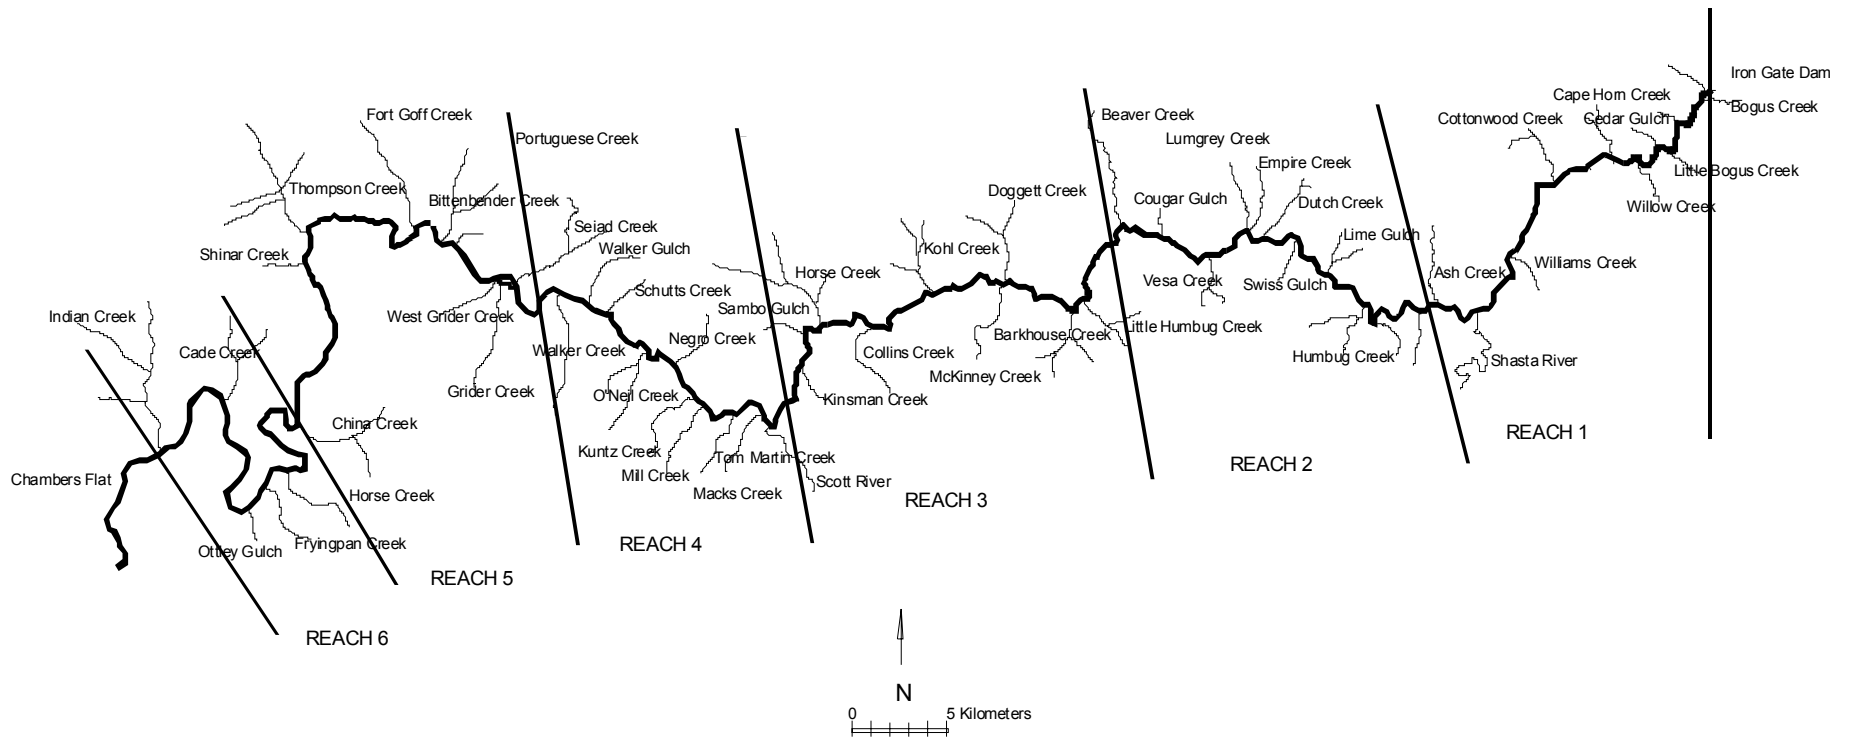 Iron Gate Dam
Cape Horn Creek
Bogus Creek
Fort Goff Creek
Beaver Creek
Cottonwood Creek
Cedar Gulch
Portuguese Creek
Lumgrey Creek
Empire Creek
Little Bogus Creek
Thompson Creek
Doggett Creek
Bittenbender Creek
Cougar Gulch
Dutch Creek
Willow Creek
Seiad Creek
Lime Gulch
Walker Gulch
Kohl Creek
Shinar Creek
Williams Creek
Horse Creek
Ash Creek
Vesa Creek
Swiss Gulch
Schutts Creek
Sambo Gulch
Indian Creek
West Grider Creek
Little Humbug Creek
Barkhouse Creek
Negro Creek
Cade Creek
Walker Creek
Collins Creek
Humbug Creek
Shasta River
McKinney Creek
Grider Creek
O'Neil Creek
Kinsman Creek
China Creek
REACH 1
Kuntz Creek
Tom Martin Creek
REACH 2
Mill Creek
Chambers Flat
Scott River
Macks Creek
Horse Creek
REACH 3
Fryingpan Creek
REACH 4
Ottley Gulch
REACH 5
REACH 6
N
0 5 Kilometers